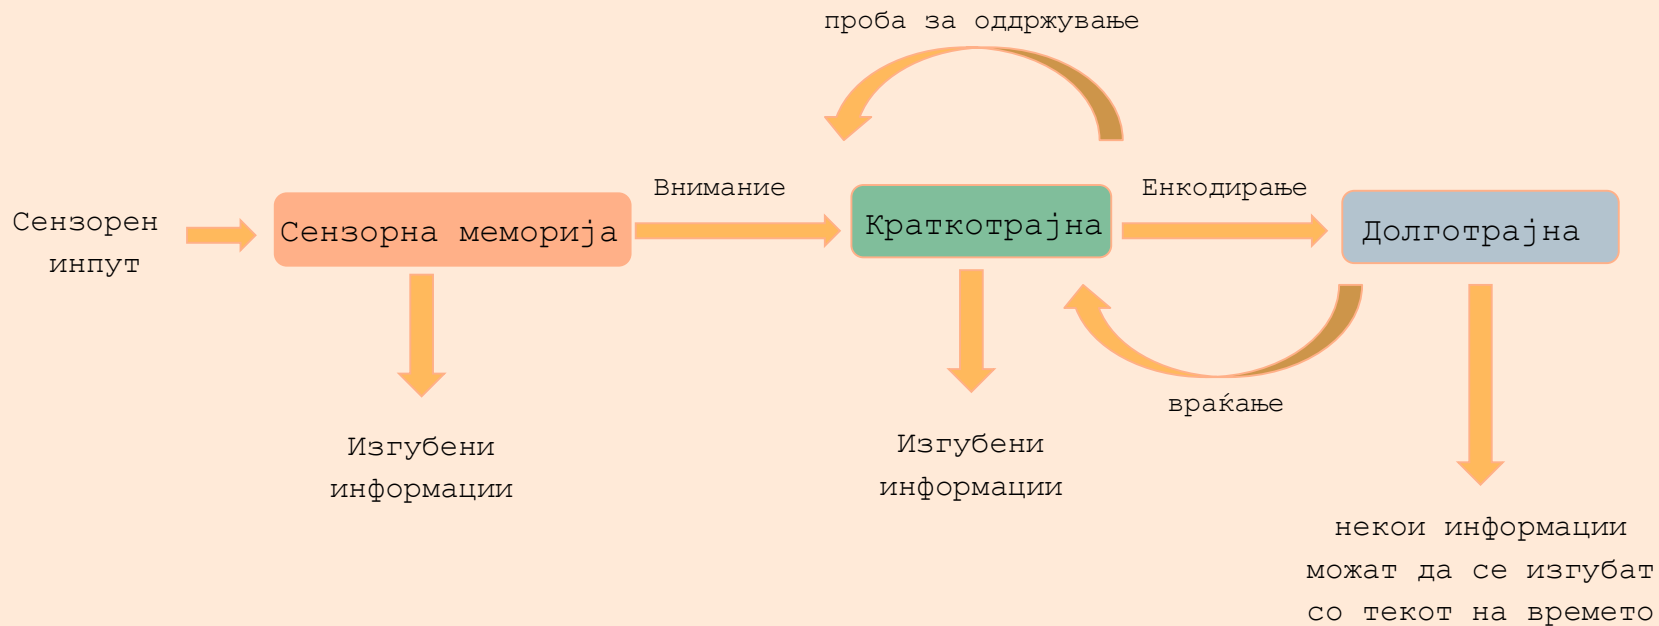 проба за оддржување
Внимание
Енкодирање
Сензорен
инпут
Сензорна меморија
Краткотрајна
Долготрајна
враќање
Изгубени
информации
Изгубени
информации
некои информации
можат да се изгубат
со текот на времето